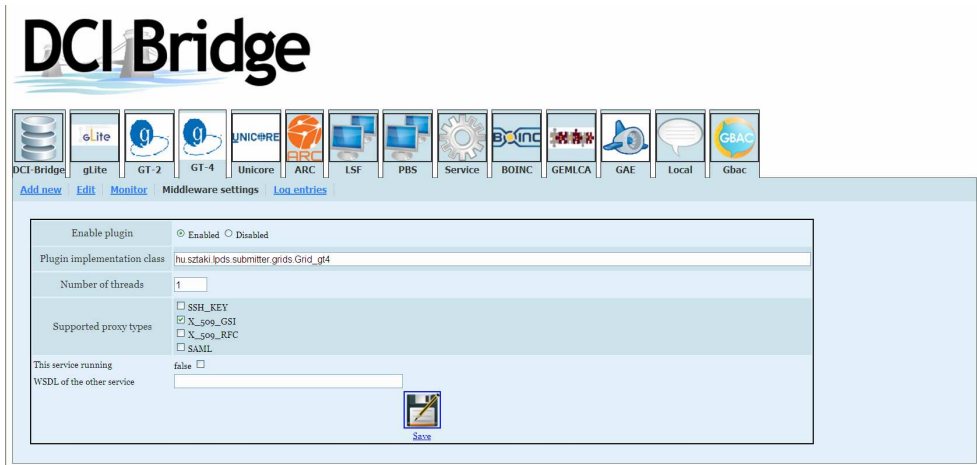 DCI Bridge
gLite UNICORE ARC BOINC GBAC
DCI-Bridge gLite GT-2 GT-4 Unicore ARC LSF PBS Service BOINC GEMLCA GAE Local Gbac
Add new Edit Monitor Middleware settings Log entries
Enable plugin Enabled Disabled
Plugin implementation class hu.sztaki.lpds.submitter.grids.Grid_gt4
Number of threads 1
Supported proxy types
SSH_KEY
X_509_GSI
X_509_RFC
SAML
This service running false
WSDL of the other service
Save